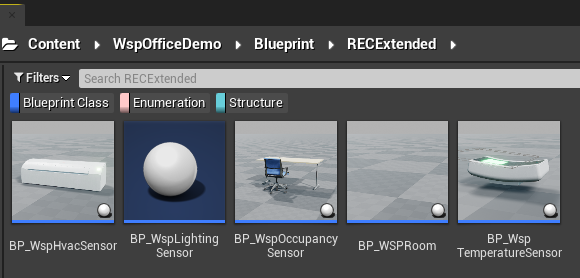 Content WspOfficeDemo Blueprint RECExtended
Filters Search RECExtended
Blueprint Class Enumeration Structure
BP_WspHvacSensor
BP_WspLighting
Sensor
BP_WspOccupancy
Sensor
BP_WSPRoom
BP_Wsp
TemperatureSensor